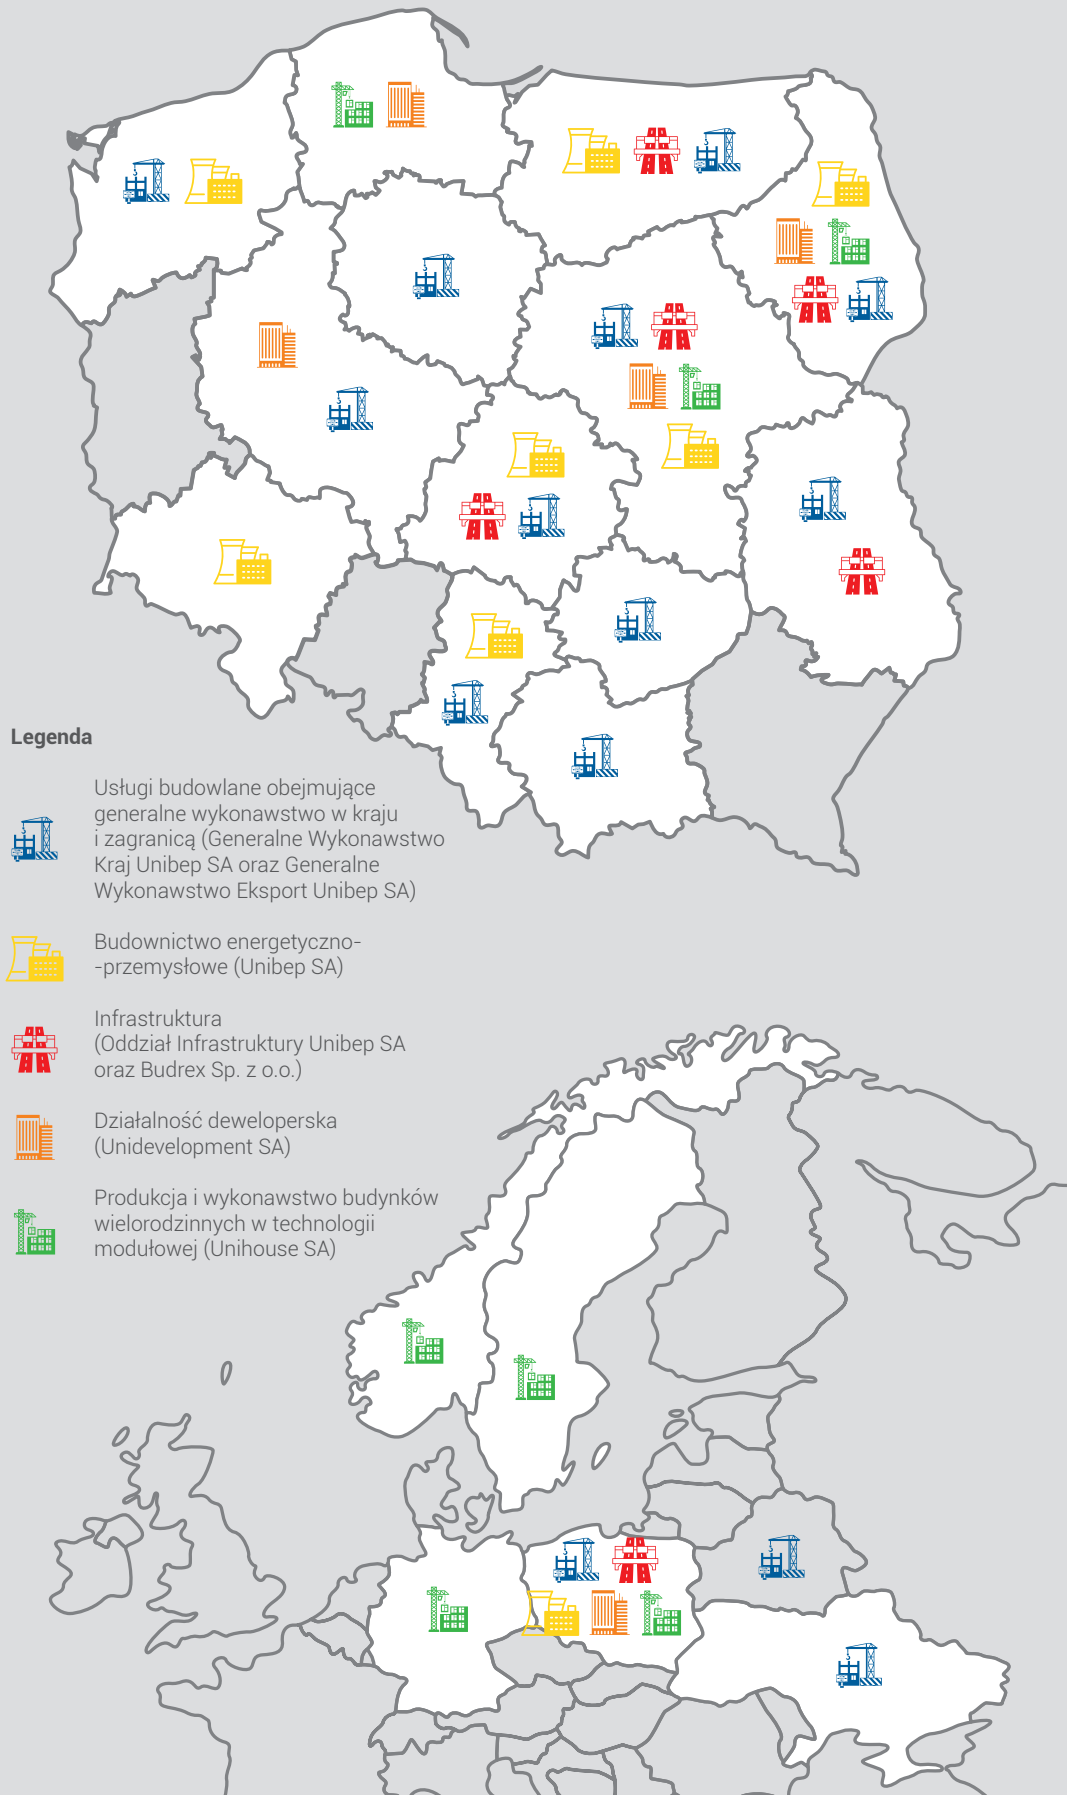 Legenda
Usługi budowlane obejmujące
generalne wykonawstwo w kraju
i zagranicą (Generalne Wykonawstwo
Kraj Unibep SA oraz Generalne
Wykonawstwo Eksport Unibep SA)
Budownictwo energetyczno-
-przemysłowe (Unibep SA)
Infrastruktura
(Oddział Infrastruktury Unibep SA
oraz Budrex Sp. z o.o.)
Działalność deweloperska
(Unidevelopment SA)
Produkcja i wykonawstwo budynków
wielorodzinnych w technologii
modułowej (Unihouse SA)